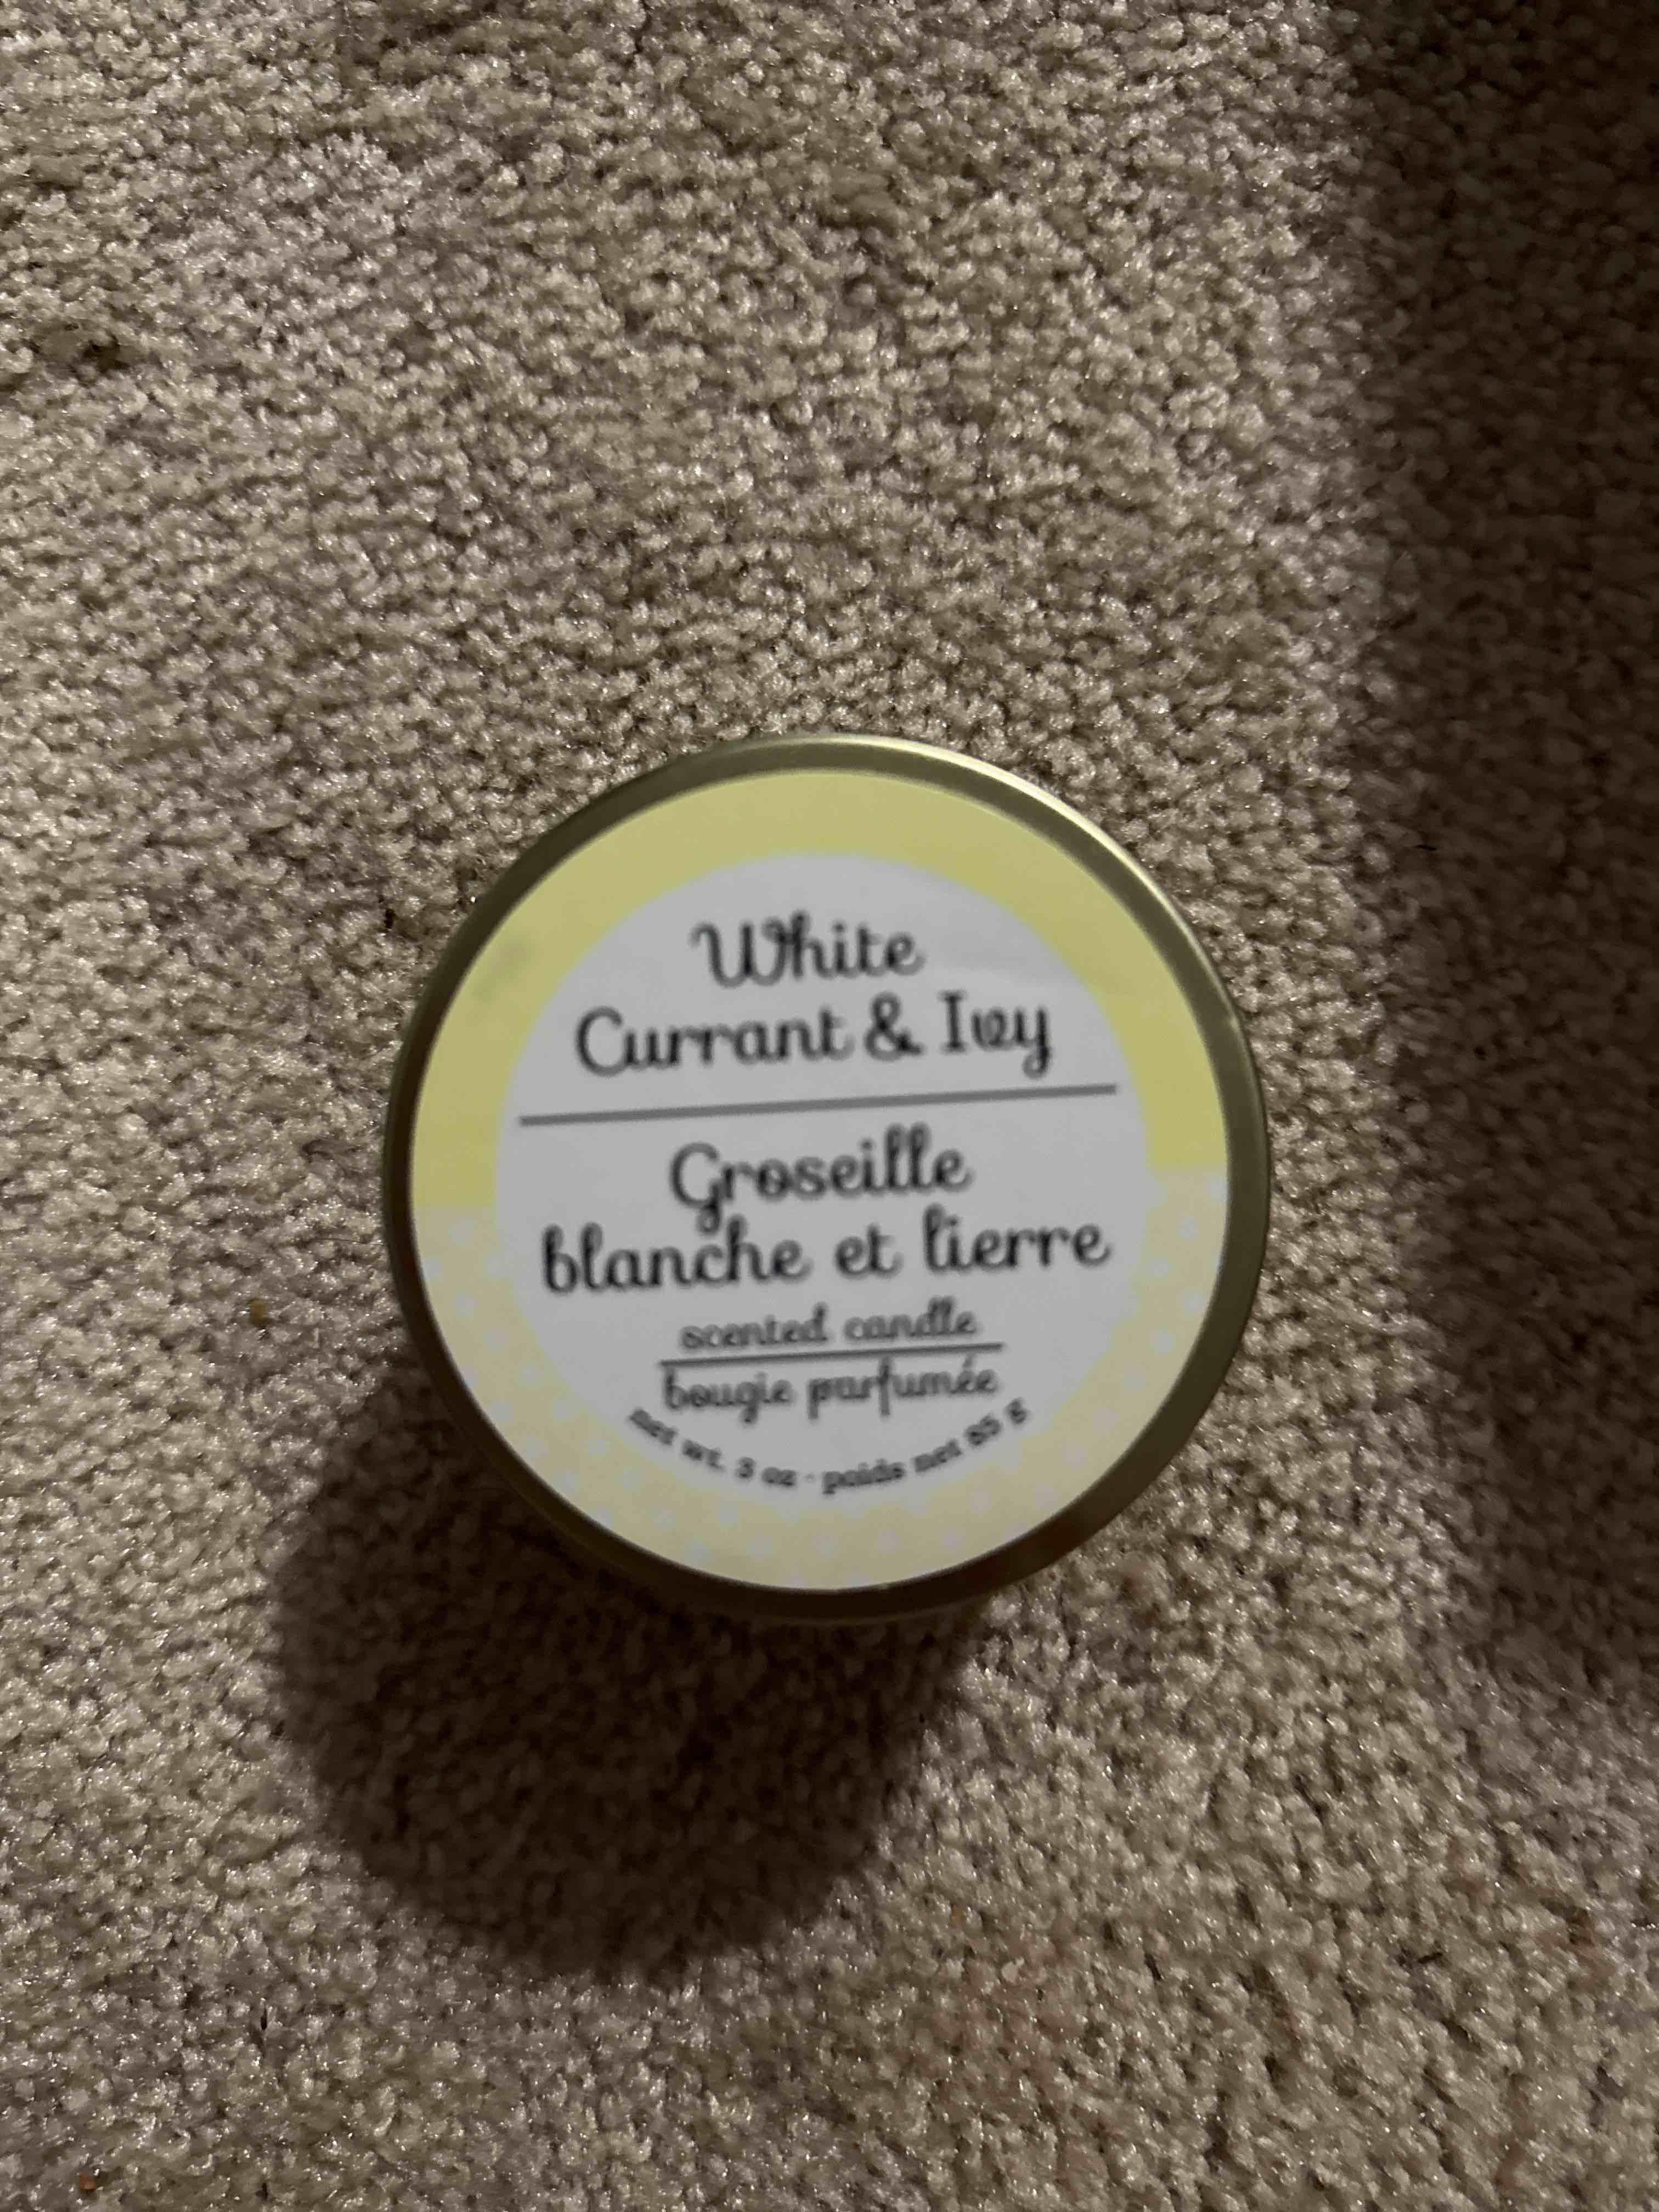 White
Currant & Ivy
Groseille
blanche et lierre
scented candle
bougie parfumée
net wt. 3 oz · poids net 85 g